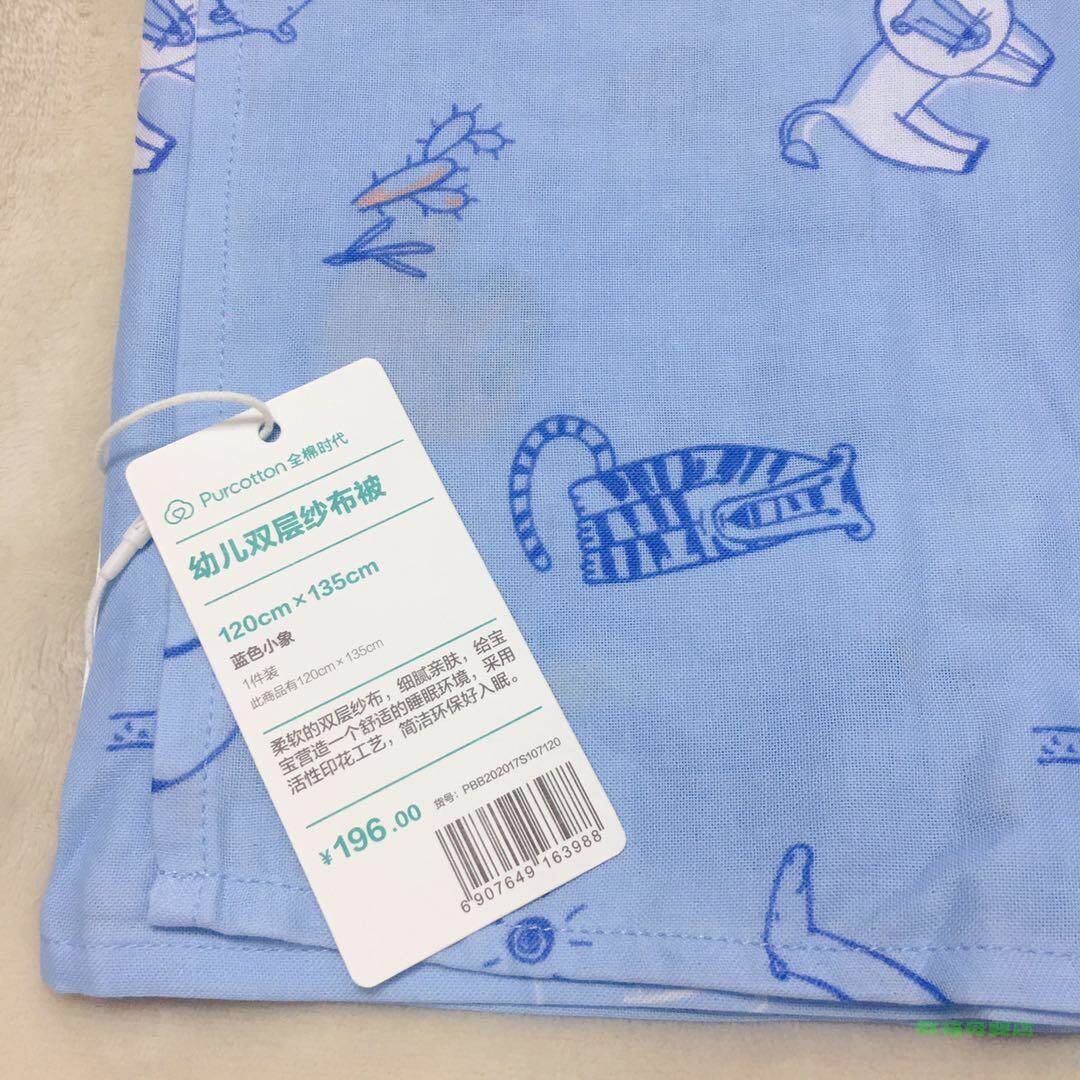 Purcotton 全棉时代
幼儿双层纱布被
120cm×135cm
蓝色小象
1件装
此商品有120cm×135cm
柔软的双层纱布，细腻亲肤，给宝
宝营造一个舒适的睡眠环境，采用
活性印花工艺，简洁环保好入眠。
¥196.00
货号：PBB202017S107120
6 907649 163988